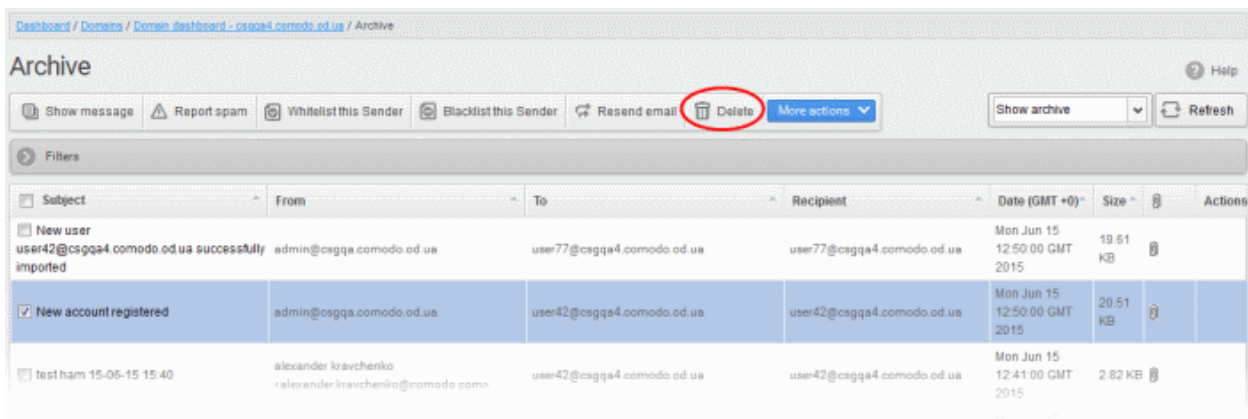 Dashboard / Domains / Domain dashboard - csgqa4.comodo.od.ua / Archive
Archive
Help
Show message Report spam Whitelist this Sender Blacklist this Sender Resend email Delete More actions Show archive Refresh
Filters
Subject From To Recipient Date (GMT +0) Size Actions
New user
user42@csgqa4.comodo.od.ua successfully
imported
admin@csgqa.comodo.od.ua
user77@csgqa4.comodo.od.ua
user77@csgqa4.comodo.od.ua
Mon Jun 15
12:50:00 GMT
2015
19.61
KB
New account registered
admin@csgqa.comodo.od.ua
user42@csgqa4.comodo.od.ua
user42@csgqa4.comodo.od.ua
Mon Jun 15
12:50:00 GMT
2015
20.51
KB
test ham 15-06-15 15:40
alexander kravchenko
<alexander.kravchenko@comodo.com>
user42@csgqa4.comodo.od.ua
user42@csgqa4.comodo.od.ua
Mon Jun 15
12:41:00 GMT
2015
2.82 KB